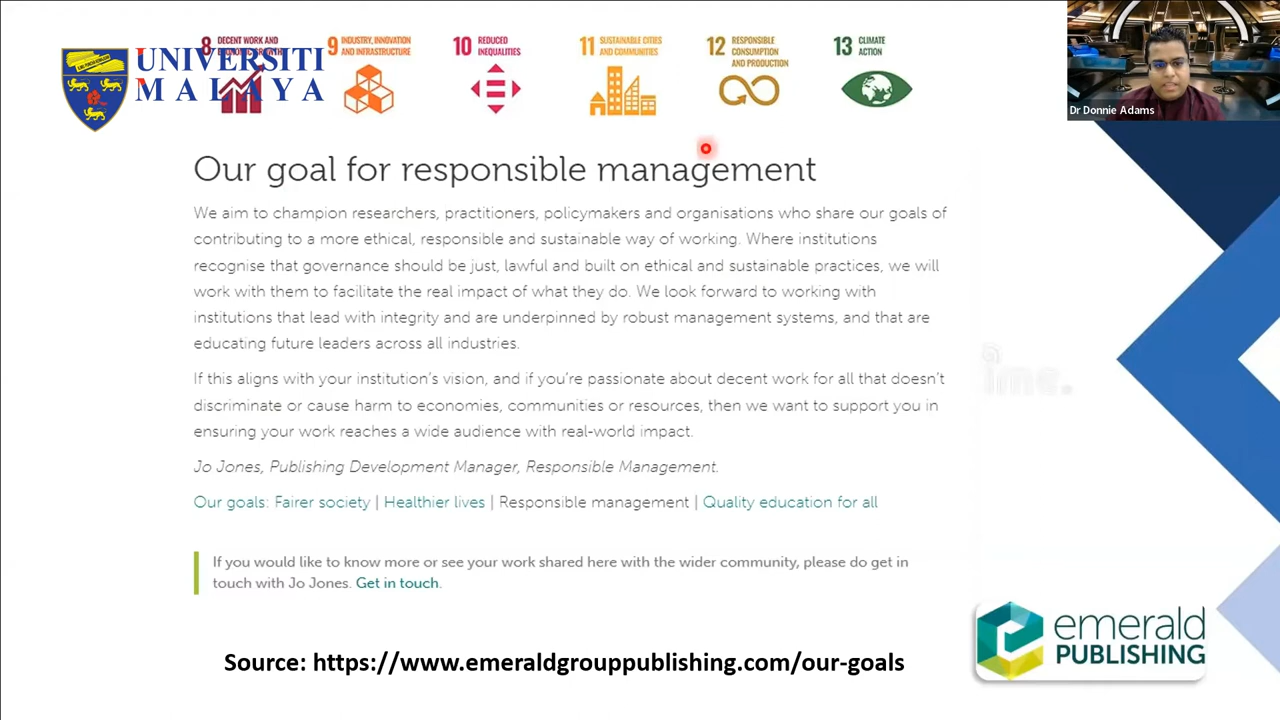 8 DECENT WORK AND
ECONOMIC GROWTH
9 INDUSTRY, INNOVATION
AND INFRASTRUCTURE
10 REDUCED
INEQUALITIES
11 SUSTAINABLE CITIES
AND COMMUNITIES
12 RESPONSIBLE
CONSUMPTION
AND PRODUCTION
13 CLIMATE
ACTION
UNIVERSITI
MALAYA
Dr Donnie Adams
Our goal for responsible management
We aim to champion researchers, practitioners, policymakers and organisations who share our goals of
contributing to a more ethical, responsible and sustainable way of working. Where institutions
recognise that governance should be just, lawful and built on ethical and sustainable practices, we will
work with them to facilitate the real impact of what they do. We look forward to working with
institutions that lead with integrity and are underpinned by robust management systems, and that are
educating future leaders across all industries.
If this aligns with your institution's vision, and if you're passionate about decent work for all that doesn't
discriminate or cause harm to economies, communities or resources, then we want to support you in
ensuring your work reaches a wide audience with real-world impact.
Jo Jones, Publishing Development Manager, Responsible Management.
Our goals: Fairer society | Healthier lives | Responsible management | Quality education for all
If you would like to know more or see your work shared here with the wider community, please do get in
touch with Jo Jones. Get in touch.
Source: https://www.emeraldgrouppublishing.com/our-goals
emerald
PUBLISHING